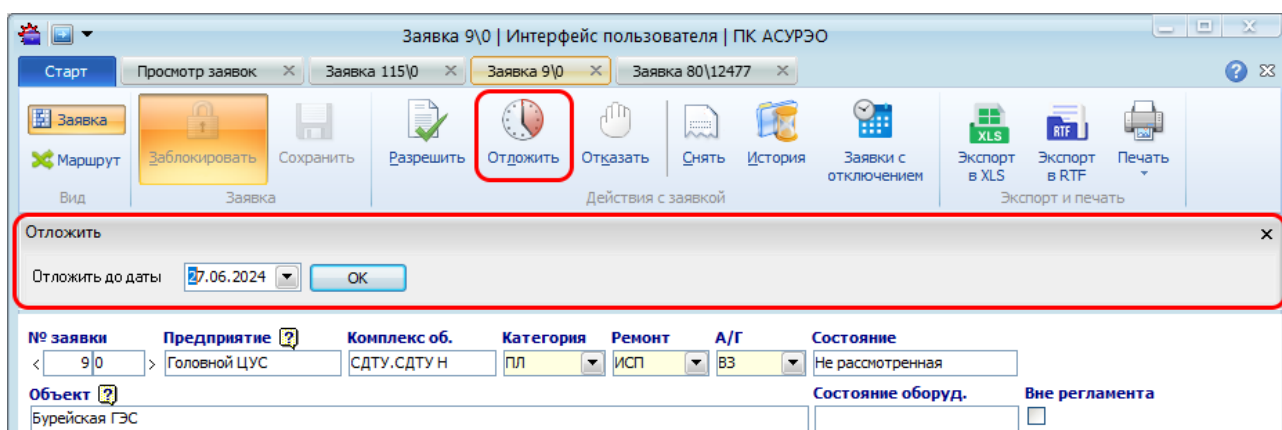 Заявка 9\0 | Интерфейс пользователя | ПК АСУРЭО
Старт Просмотр заявок Заявка 115\0 Заявка 9\0 Заявка 80\12477
Заявка
Маршрут
Вид
Заблокировать Сохранить
Заявка
Разрешить Отложить Отказать Снять История Заявки с отключением
Действия с заявкой
XLS RTF
Экспорт в XLS Экспорт в RTF Печать
Экспорт и печать
Отложить
Отложить до даты 27.06.2024 OK
№ заявки Предприятие ? Комплекс об. Категория Ремонт А/Г Состояние
< 9 0 > Головной ЦУС СДТУ.СДТУ Н ПЛ ИСП ВЗ Не рассмотренная
Объект ? Состояние оборуд. Вне регламента
Бурейская ГЭС